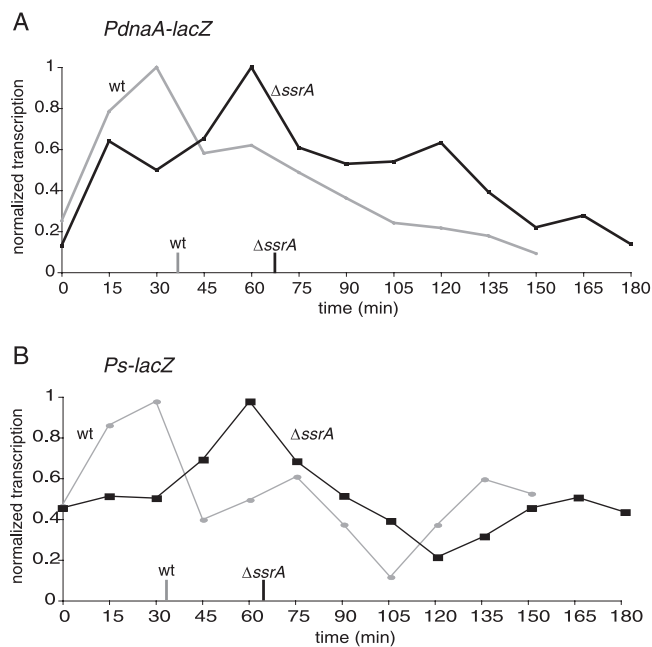 A
PdnaA-lacZ
normalized transcription
1
0.8
0.6
0.4
0.2
0
wt
ΔssrA
wt
ΔssrA
0 15 30 45 60 75 90 105 120 135 150 165 180
time (min)
B
Ps-lacZ
normalized transcription
1
0.8
0.6
0.4
0.2
0
wt
ΔssrA
wt
ΔssrA
0 15 30 45 60 75 90 105 120 135 150 165 180
time (min)